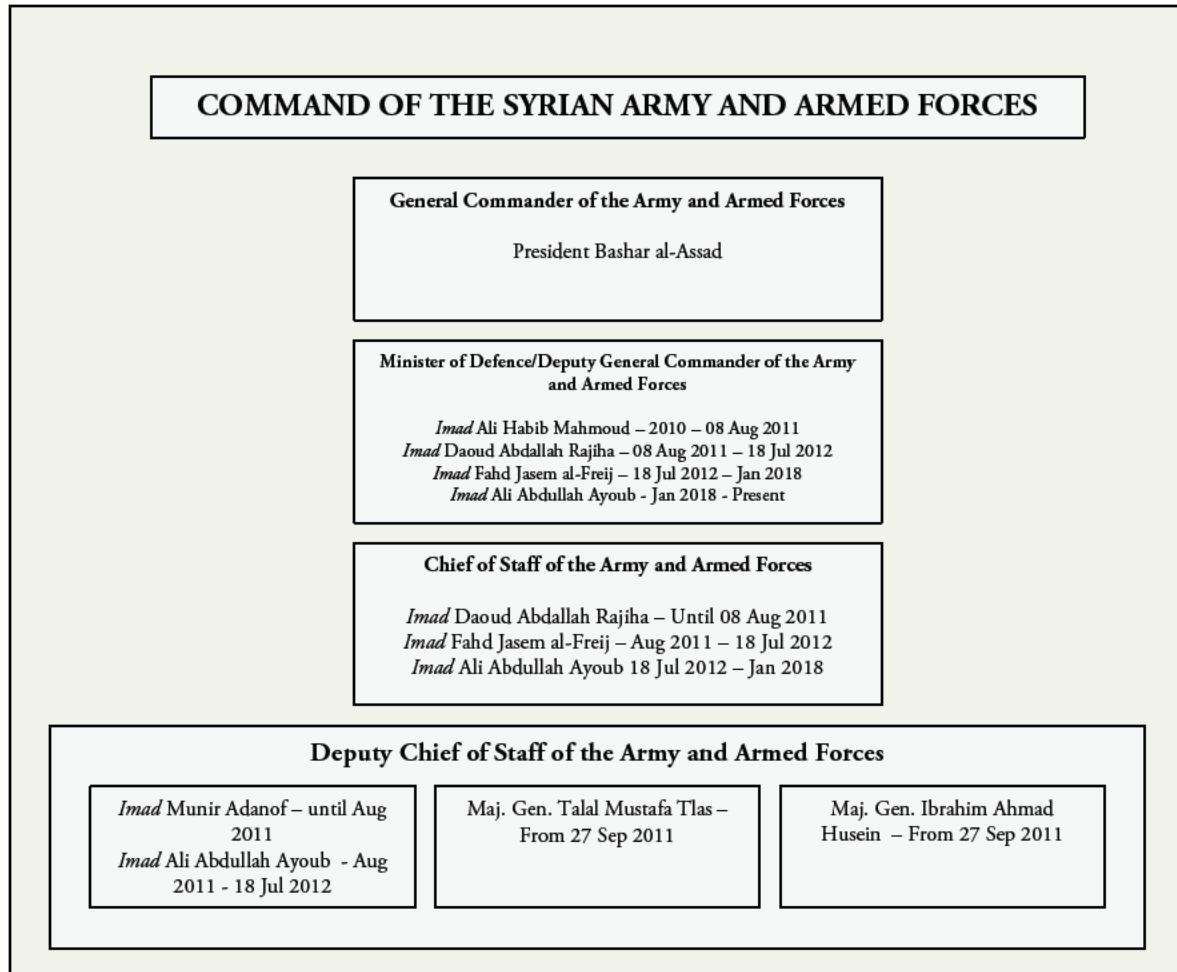 COMMAND OF THE SYRIAN ARMY AND ARMED FORCES
General Commander of the Army and Armed Forces
President Bashar al-Assad
Minister of Defence/Deputy General Commander of the Army
and Armed Forces
Imad Ali Habib Mahmoud – 2010 – 08 Aug 2011
Imad Daoud Abdallah Rajiha – 08 Aug 2011 – 18 Jul 2012
Imad Fahd Jasem al-Freij – 18 Jul 2012 – Jan 2018
Imad Ali Abdullah Ayoub - Jan 2018 - Present
Chief of Staff of the Army and Armed Forces
Imad Daoud Abdallah Rajiha – Until 08 Aug 2011
Imad Fahd Jasem al-Freij – Aug 2011 – 18 Jul 2012
Imad Ali Abdullah Ayoub 18 Jul 2012 – Jan 2018
Deputy Chief of Staff of the Army and Armed Forces
Imad Munir Adanof – until Aug
2011
Imad Ali Abdullah Ayoub - Aug
2011 - 18 Jul 2012
Maj. Gen. Talal Mustafa Tlas –
From 27 Sep 2011
Maj. Gen. Ibrahim Ahmad
Husein – From 27 Sep 2011